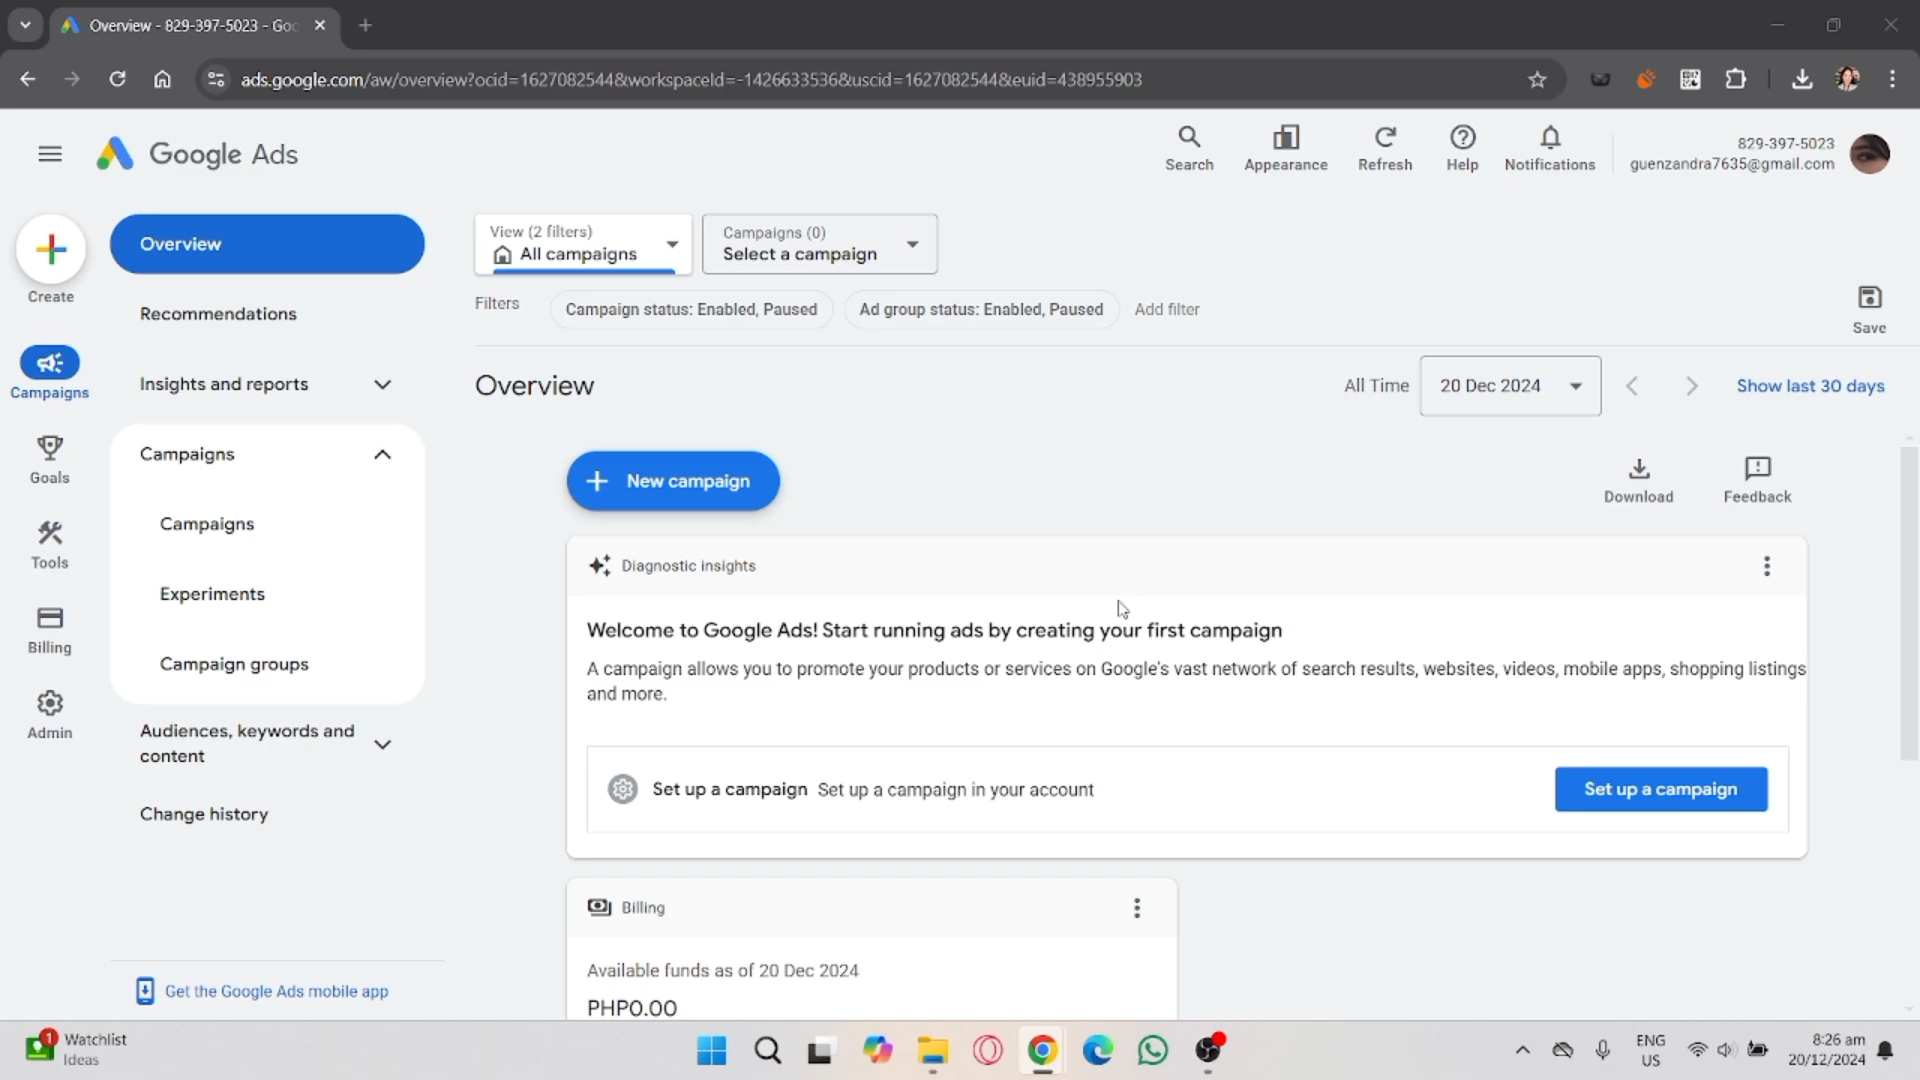 Overview - 829-397-5023 - Goo
ads.google.com/aw/overview?ocid=1627082544&workspaceId=-1426633536&uscid=1627082544&euid=438955903
Google Ads
Search
Appearance
Refresh
Help
Notifications
829-397-5023
guenzandra7635@gmail.com
Create
Campaigns
Goals
Tools
Billing
Admin
Overview
Recommendations
Insights and reports
Campaigns
Campaigns
Experiments
Campaign groups
Audiences, keywords and
content
Change history
Get the Google Ads mobile app
View (2 filters)
All campaigns
Campaigns (0)
Select a campaign
Filters
Campaign status: Enabled, Paused
Ad group status: Enabled, Paused
Add filter
Save
Overview
All Time
20 Dec 2024
Show last 30 days
New campaign
Download
Feedback
Diagnostic insights
Welcome to Google Ads! Start running ads by creating your first campaign
A campaign allows you to promote your products or services on Google's vast network of search results, websites, videos, mobile apps, shopping listings
and more.
Set up a campaign Set up a campaign in your account
Set up a campaign
Billing
Available funds as of 20 Dec 2024
PHP0.00
1
Watchlist
Ideas
ENG
US
8:26 am
20/12/2024